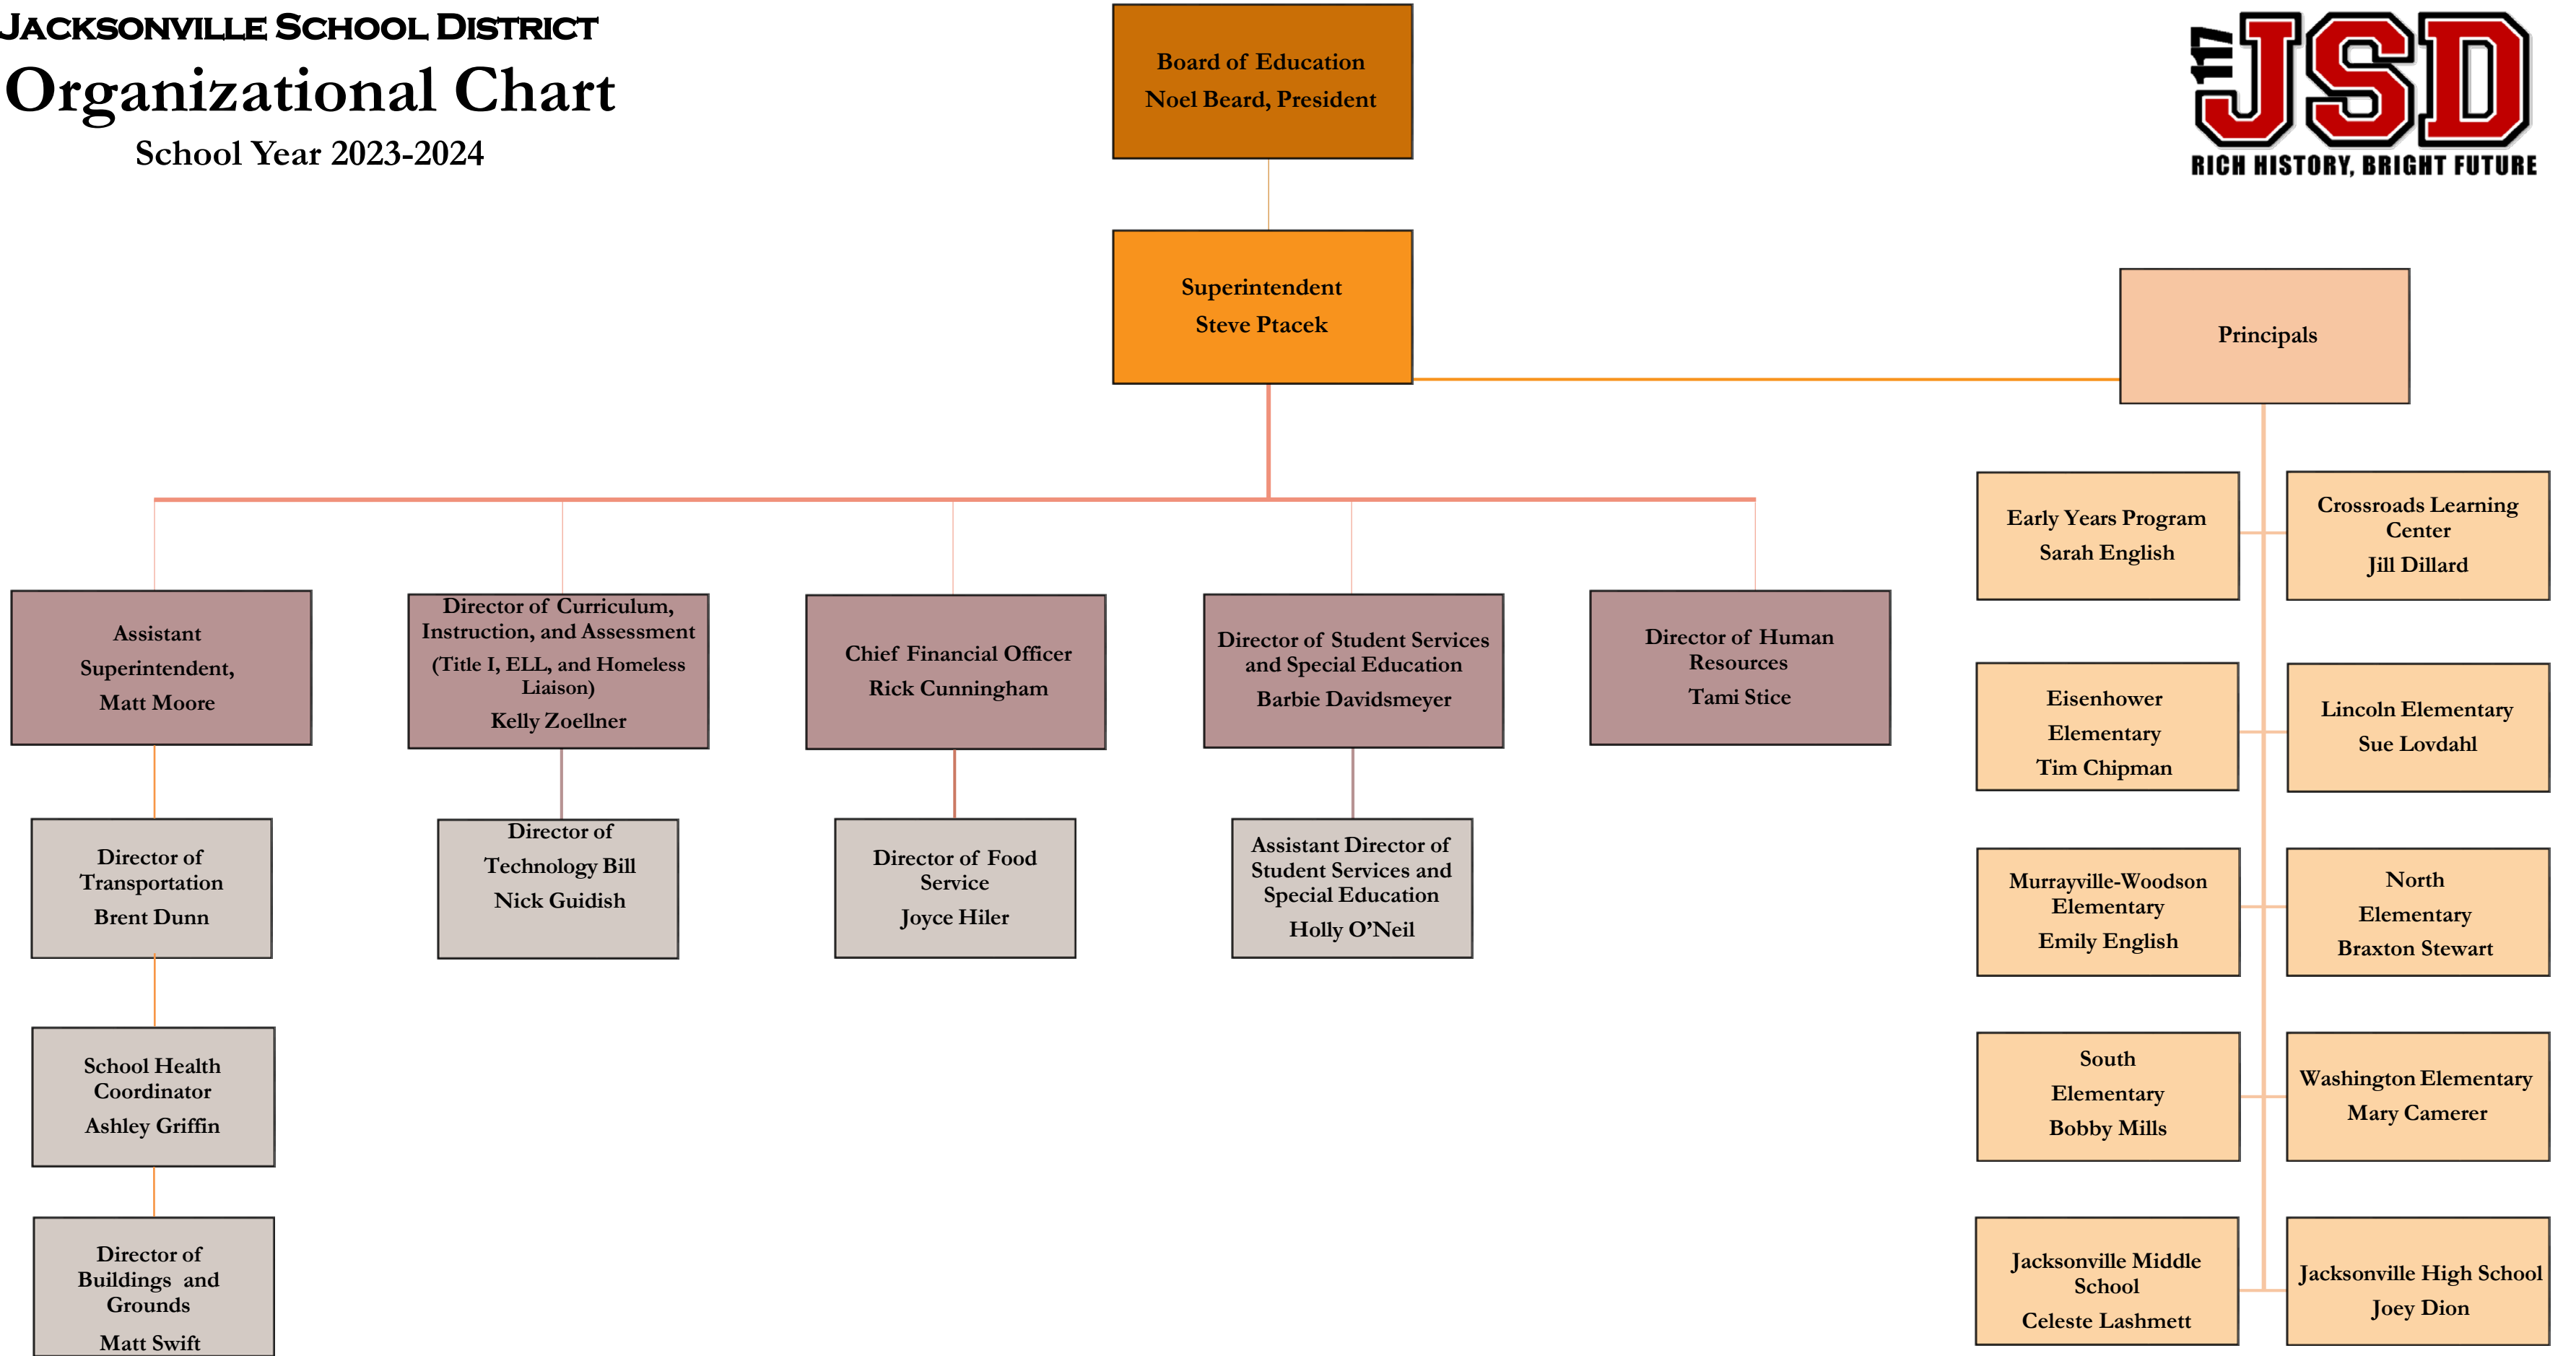 JACKSONVILLE SCHOOL DISTRICT
Organizational Chart
School Year 2023-2024
117
JSD
RICH HISTORY, BRIGHT FUTURE
Board of Education
Noel Beard, President
Superintendent
Steve Ptacek
Principals
Assistant
Superintendent,
Matt Moore
Director of Curriculum,
Instruction, and Assessment
(Title I, ELL, and Homeless
Liaison)
Kelly Zoellner
Chief Financial Officer
Rick Cunningham
Director of Student Services
and Special Education
Barbie Davidsmeyer
Director of Human
Resources
Tami Stice
Director of
Transportation
Brent Dunn
Director of
Technology Bill
Nick Guidish
Director of Food
Service
Joyce Hiler
Assistant Director of
Student Services and
Special Education
Holly O’Neil
School Health
Coordinator
Ashley Griffin
Director of
Buildings and
Grounds
Matt Swift
Early Years Program
Sarah English
Crossroads Learning
Center
Jill Dillard
Eisenhower
Elementary
Tim Chipman
Lincoln Elementary
Sue Lovdahl
Murrayville-Woodson
Elementary
Emily English
North
Elementary
Braxton Stewart
South
Elementary
Bobby Mills
Washington Elementary
Mary Camerer
Jacksonville Middle
School
Celeste Lashmett
Jacksonville High School
Joey Dion